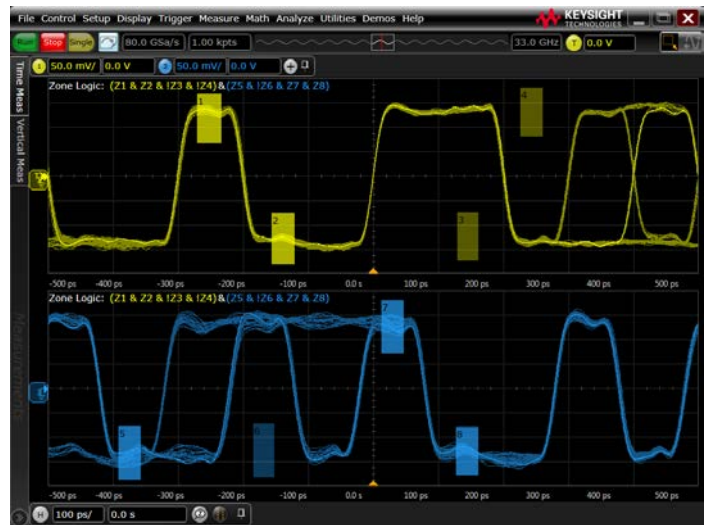 File Control Setup Display Trigger Measure Math Analyze Utilities Demos Help
KEYSIGHT
TECHNOLOGIES
Run Stop Single 80.0 GSa/s 1.00 kpts 33.0 GHz T 0.0 V
1 50.0 mV/ 0.0 V 2 50.0 mV/ 0.0 V
Time Meas
Vertical Meas
Zone Logic: (Z1 & Z2 & !Z3 & !Z4)&(Z5 & !Z6 & Z7 & Z8)
1 4
2 3
-500 ps -400 ps -300 ps -200 ps -100 ps 0.0 s 100 ps 200 ps 300 ps 400 ps 500 ps
Zone Logic: (Z1 & Z2 & !Z3 & !Z4)&(Z5 & !Z6 & Z7 & Z8)
7
5 6 8
Measurements
-500 ps -400 ps -300 ps -200 ps -100 ps 0.0 s 100 ps 200 ps 300 ps 400 ps 500 ps
H 100 ps/ 0.0 s